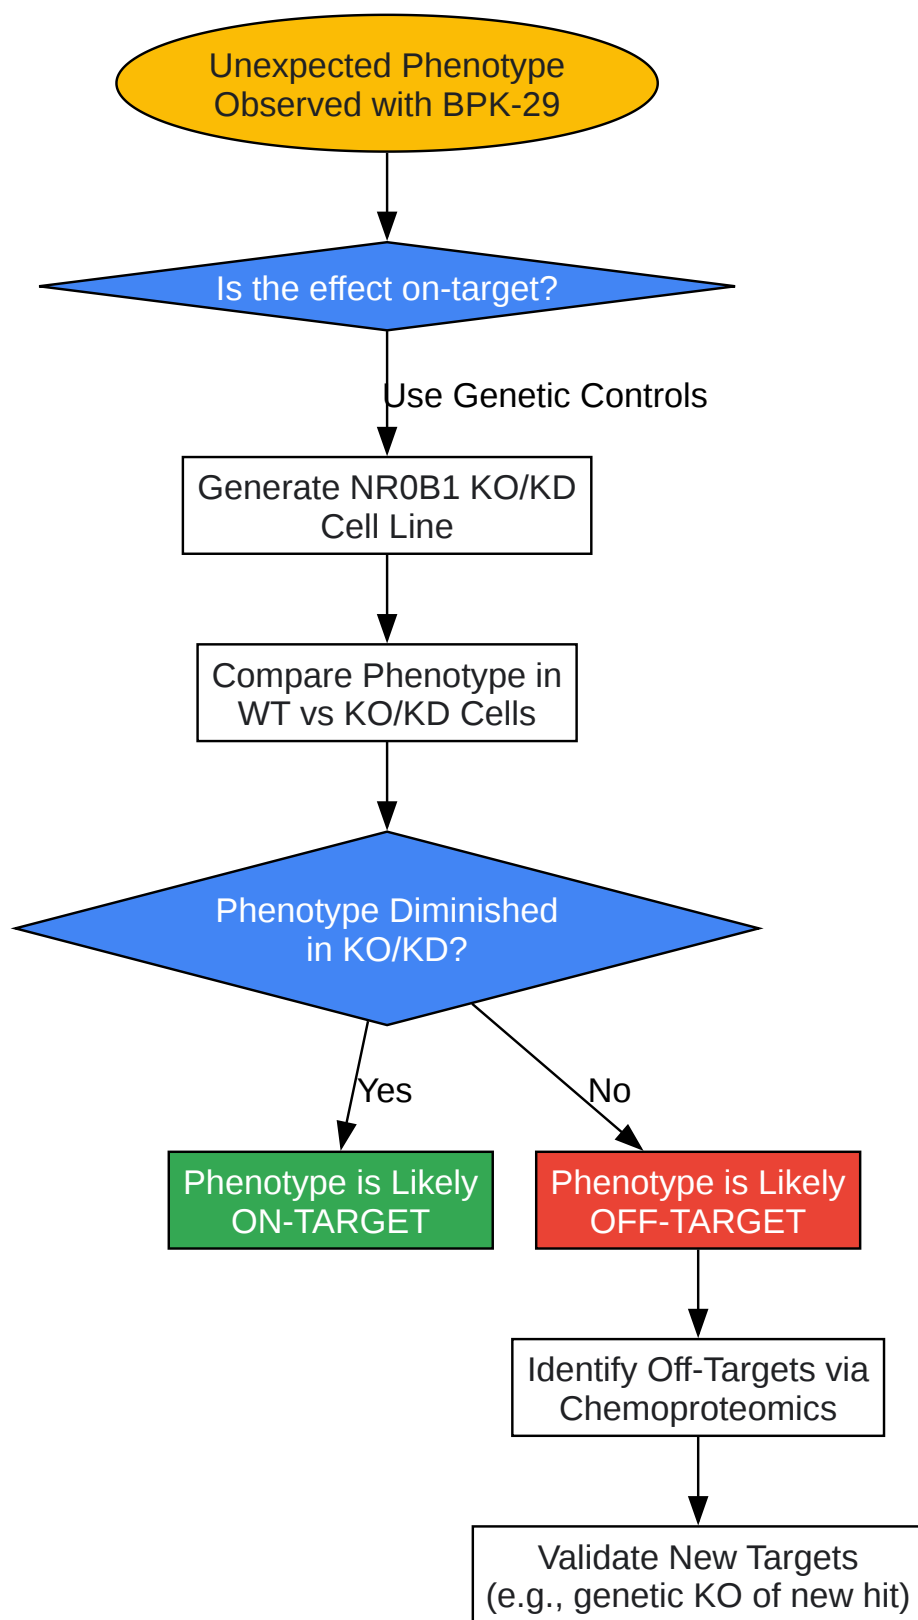 Unexpected Phenotype
Observed with BPK-29
Is the effect on-target?
Use Genetic Controls
Generate NR0B1 KO/KD
Cell Line
Compare Phenotype in
WT vs KO/KD Cells
Phenotype Diminished
in KO/KD?
Yes
No
Phenotype is Likely
ON-TARGET
Phenotype is Likely
OFF-TARGET
Identify Off-Targets via
Chemoproteomics
Validate New Targets
(e.g., genetic KO of new hit)